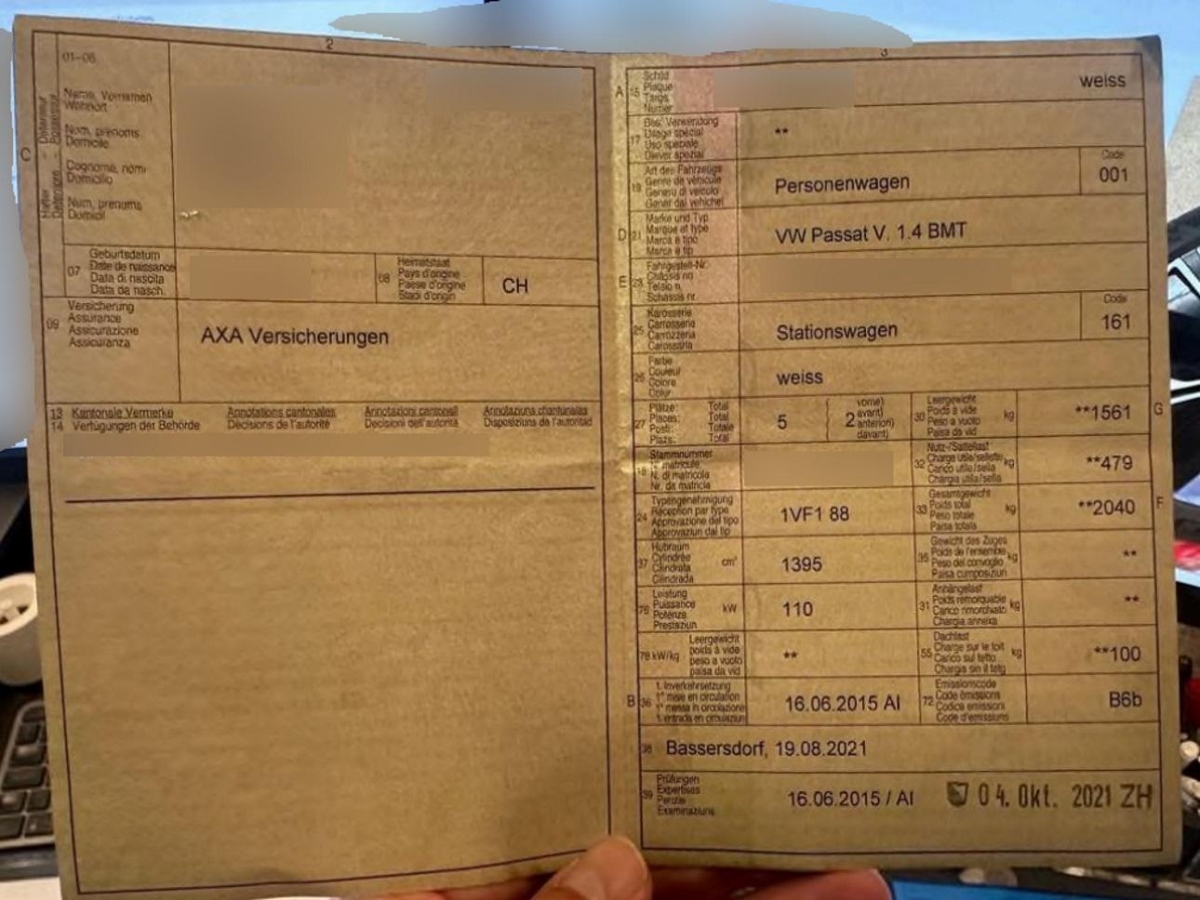 2
01-06
C
Name, Vornamen
Wohnort
Nom, prénoms
Domicile
Cognome, nomi
Domicilio
Num, prenums
Domicil
07
Geburtsdatum
Date de naissance
Data di nascita
Data da nasch.
08
Heimatstaat
Pays d'origine
Paese d'origine
Stadi d'origin
CH
09
Versicherung
Assurance
Assicurazione
Assicuranza
AXA Versicherungen
13 Kantonale Vermerke Annotations cantonales Annotazioni cantonali Annotaziuns chantunalas
14 Verfügungen der Behörde Décisions de l'autorité Decisioni dell'autorità Disposiziuns da l'autoritad
3
A 15
Schild
Plaque
Targa
Numer
weiss
17
Bes. Verwendung
Usage spécial
Uso speciale
Diever spezial
**
19
Art des Fahrzeugs
Genre de véhicule
Genere di veicolo
Gener dal vehichel
Personenwagen
Code
001
D 21
Marke und Typ
Marque et type
Marca e tipo
Marca e tip
VW Passat V. 1.4 BMT
E 23
Fahrgestell-Nr.
Châssis no
Telaio n.
Schassis nr.
25
Karosserie
Carrosserie
Carrozzeria
Carossaria
Stationswagen
Code
161
26
Farbe
Couleur
Colore
Colur
weiss
27
Plätze: Total
Places: Total
Posti: Totale
Plazs: Total
5
2
vorne)
avant)
anteriori)
davant)
30
Leergewicht
Poids à vide
Peso a vuoto
Paisa da vid
kg
**1561
G
18
Stammnummer
N° matricule
N. di matricola
Nr. da matricla
32
Nutz-/Sattellast
Charge utile/sellette
Carico utile/sella
Chargia utila/sella
kg
**479
24
Typengenehmigung
Réception par type
Approvazione del tipo
Approvaziun dal tip
1VF1 88
33
Gesamtgewicht
Poids total
Peso totale
Paisa totala
kg
**2040
F
37
Hubraum
Cylindrée
Cilindrata
Cilindrada
cm³
1395
35
Gewicht des Zuges
Poids de l'ensemble
Peso del convoglio
Paisa cumposiziun
kg
**
76
Leistung
Puissance
Potenza
Prestaziun
kW
110
31
Anhängelast
Poids remorquable
Carico rimorchiato
Chargia annexa
kg
**
78 kW/kg
Leergewicht
poids à vide
peso a vuoto
paisa da vid
**
55
Dachlast
Charge sur le toit
Carico sul tetto
Chargia sin il tetg
kg
**100
B 36
1. Inverkehrsetzung
1re mise en circulation
1a messa in circolazione
1. entrada en circulaziun
16.06.2015 AI
72
Emissionscode
Code émissions
Codice emissioni
Code d'emissiuns
B6b
38 Bassersdorf, 19.08.2021
39
Prüfungen
Expertises
Perizie
Examinaziuns
16.06.2015 / AI
04. Okt. 2021 ZH